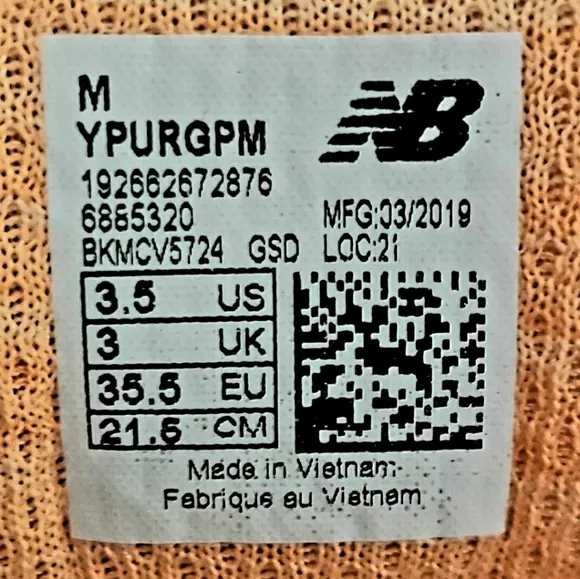 M
NB
YPURGPM
192662672876
6885320 MFG:03/2019
BKMCV5724 GSD LOC:21
3.5 US
3 UK
35.5 EU
21.5 CM
Made in Vietnam
Fabrique au Vietnam